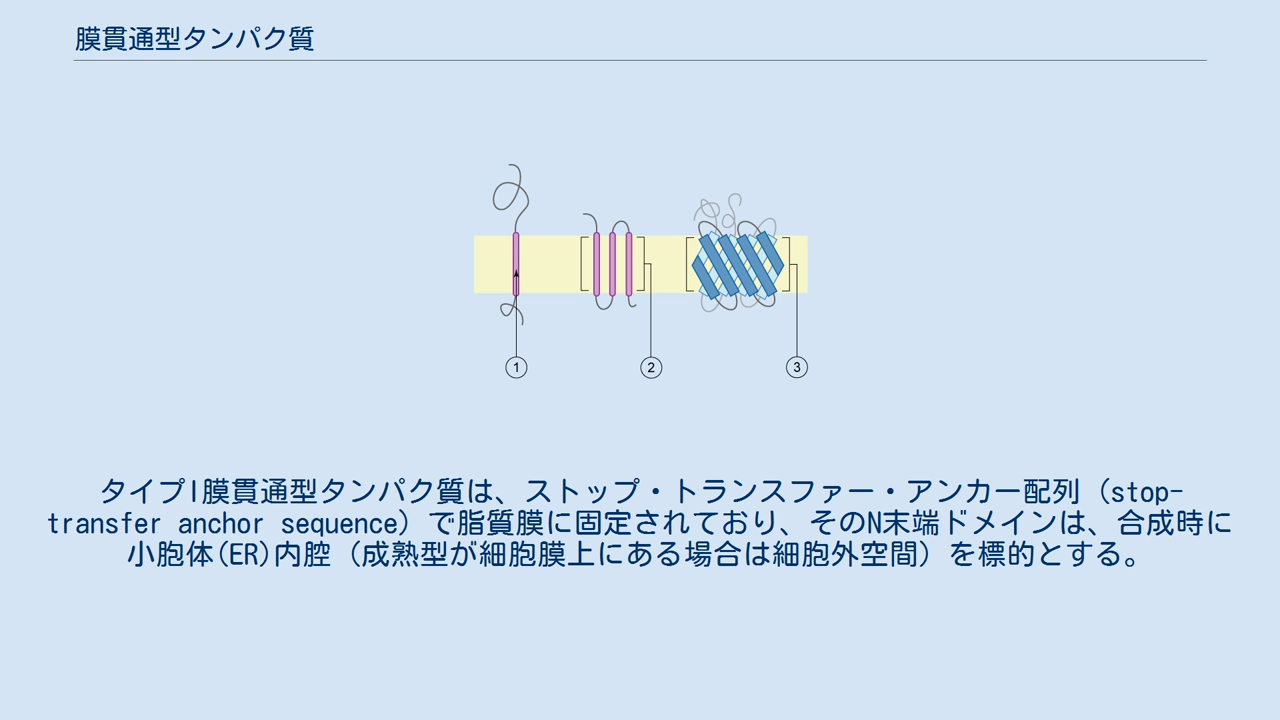 膜貫通型タンパク質
1
2
3
タイプI膜貫通型タンパク質は、ストップ・トランスファー・アンカー配列（stop-
transfer anchor sequence）で脂質膜に固定されており、そのN末端ドメインは、合成時に
小胞体(ER)内腔（成熟型が細胞膜上にある場合は細胞外空間）を標的とする。